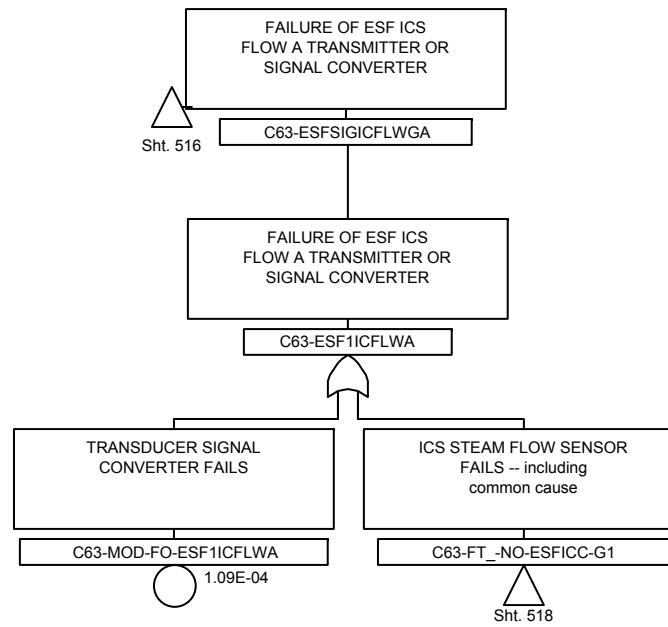 FAILURE OF ESF ICS
FLOW A TRANSMITTER OR
SIGNAL CONVERTER
Sht. 516
C63-ESFSIGICFLWGA
FAILURE OF ESF ICS
FLOW A TRANSMITTER OR
SIGNAL CONVERTER
C63-ESF1ICFLWA
TRANSDUCER SIGNAL
CONVERTER FAILS
C63-MOD-FO-ESF1ICFLWA
1.09E-04
ICS STEAM FLOW SENSOR
FAILS -- including
common cause
C63-FT_-NO-ESFICC-G1
Sht. 518